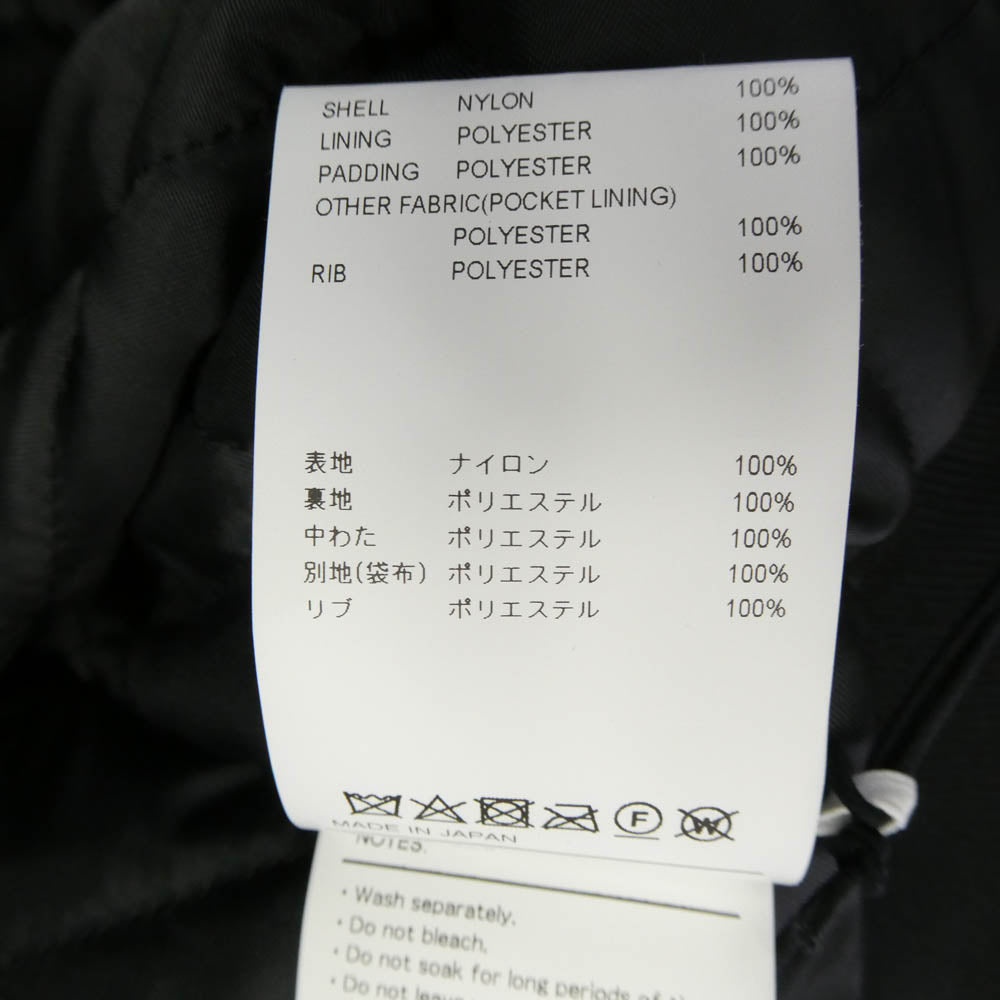 SHELL NYLON 100%
LINING POLYESTER 100%
PADDING POLYESTER 100%
OTHER FABRIC(POCKET LINING)
POLYESTER 100%
RIB POLYESTER 100%
表地 ナイロン 100%
裏地 ポリエステル 100%
中わた ポリエステル 100%
別地(袋布) ポリエステル 100%
リブ ポリエステル 100%
F W
MADE IN JAPAN
NOTES:
・Wash separately.
・Do not bleach.
・Do not soak for long periods of
・Do not leave